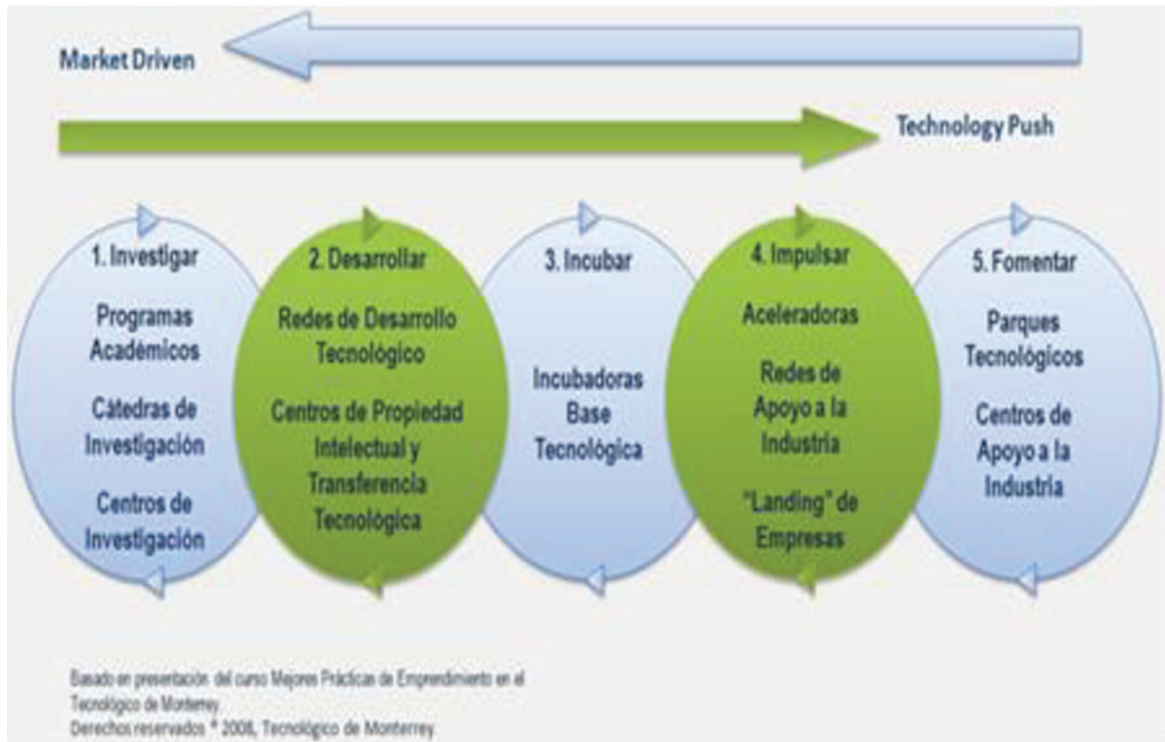 Market Driven
Technology Push
1. Investigar
Programas
Académicos
Cátedras de
Investigación
Centros de
Investigación
2. Desarrollar
Redes de Desarrollo
Tecnológico
Centros de Propiedad
Intelectual y
Transferencia
Tecnológica
3. Incubar
Incubadoras
Base
Tecnológica
4. Impulsar
Aceleradoras
Redes de
Apoyo a la
Industria
"Landing" de
Empresas
5. Fomentar
Parques
Tecnológicos
Centros de
Apoyo a la
Industria
Basado en presentación del curso Mejores Prácticas de Emprendimiento en el
Tecnológico de Monterrey
Derechos reservados ® 2008, Tecnológico de Monterrey